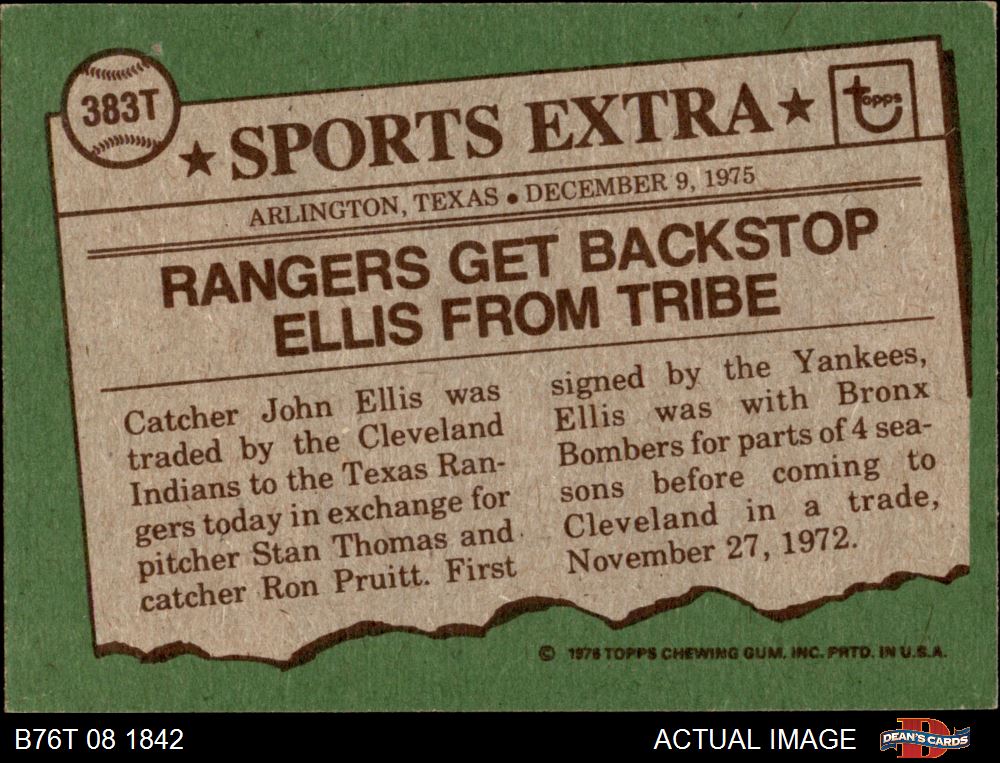 383T
★ SPORTS EXTRA ★
topps
ARLINGTON, TEXAS • DECEMBER 9, 1975
RANGERS GET BACKSTOP
ELLIS FROM TRIBE
Catcher John Ellis was
traded by the Cleveland
Indians to the Texas Ran-
gers today in exchange for
pitcher Stan Thomas and
catcher Ron Pruitt. First
signed by the Yankees,
Ellis was with Bronx
Bombers for parts of 4 sea-
sons before coming to
Cleveland in a trade,
November 27, 1972.
© 1976 TOPPS CHEWING GUM, INC. PRTD. IN U.S.A.
B76T 08 1842
ACTUAL IMAGE
D
DEAN'S CARDS